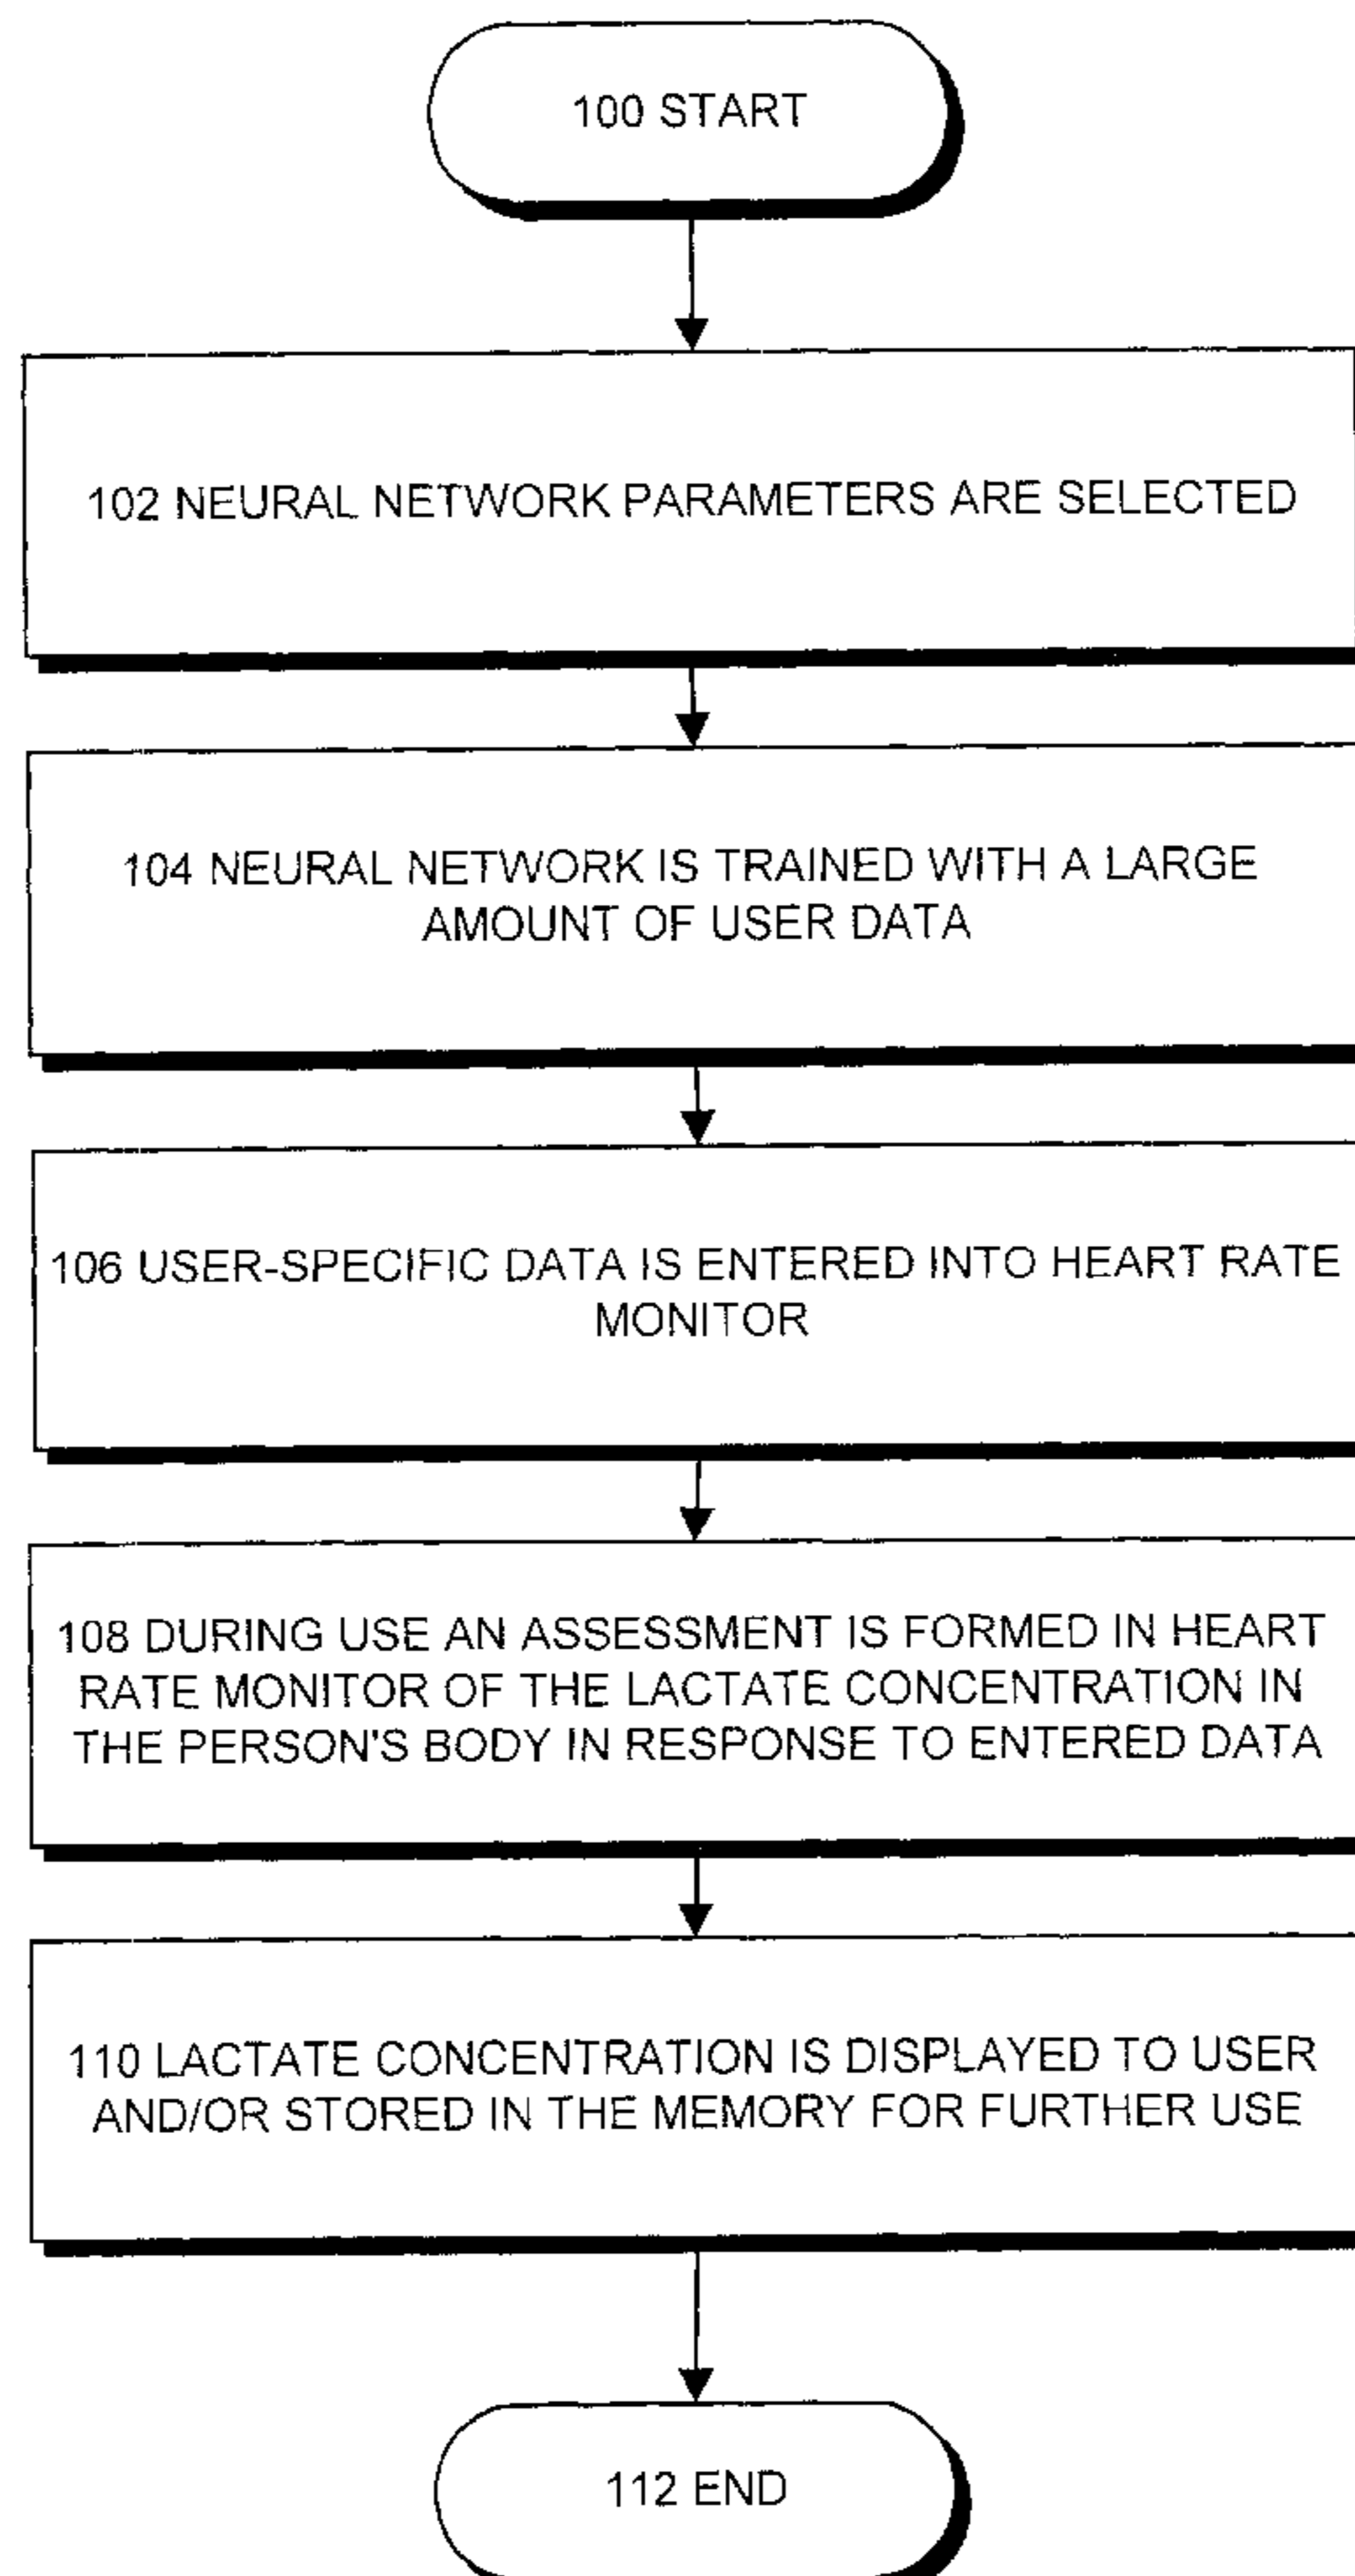 100 START
102 NEURAL NETWORK PARAMETERS ARE SELECTED
104 NEURAL NETWORK IS TRAINED WITH A LARGE
AMOUNT OF USER DATA
106 USER-SPECIFIC DATA IS ENTERED INTO HEART RATE
MONITOR
108 DURING USE AN ASSESSMENT IS FORMED IN HEART
RATE MONITOR OF THE LACTATE CONCENTRATION IN
THE PERSON'S BODY IN RESPONSE TO ENTERED DATA
110 LACTATE CONCENTRATION IS DISPLAYED TO USER
AND/OR STORED IN THE MEMORY FOR FURTHER USE
112 END